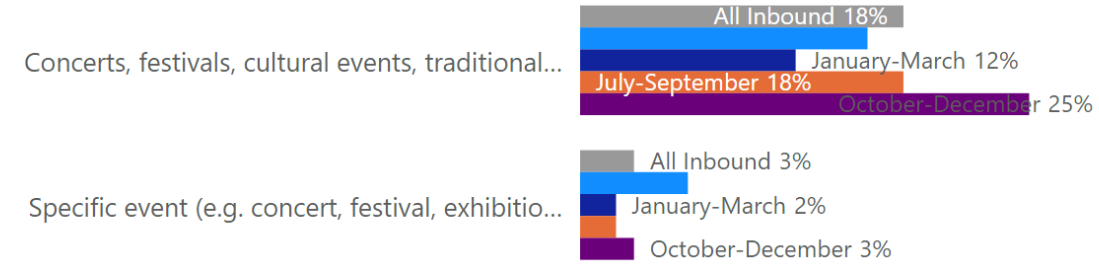 All Inbound 18%
Concerts, festivals, cultural events, traditional...
January-March 12%
July-September 18%
October-December 25%
All Inbound 3%
Specific event (e.g. concert, festival, exhibitio...
January-March 2%
October-December 3%